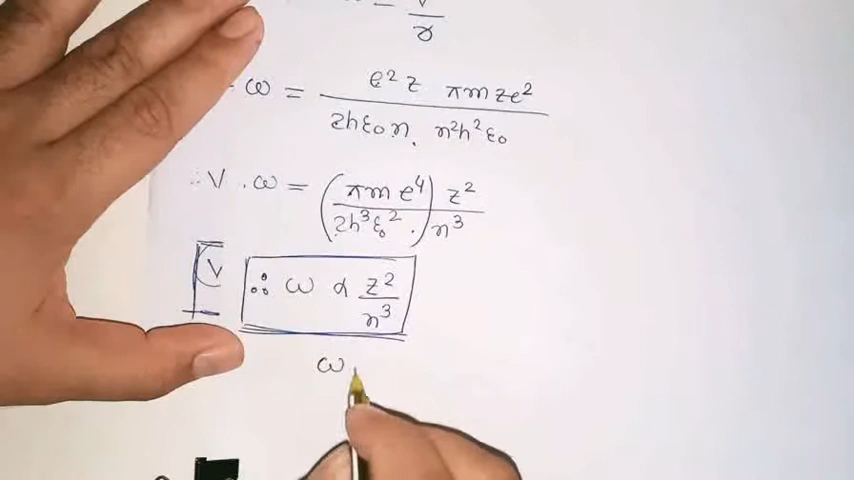 = V/r
ω = e²z πmze² / 2hε₀n. n²h²ε₀
∴ V . ω = (πme⁴ / 2h³ε₀² .) z² / n³
V ∴ ω ∝ z² / n³
ω